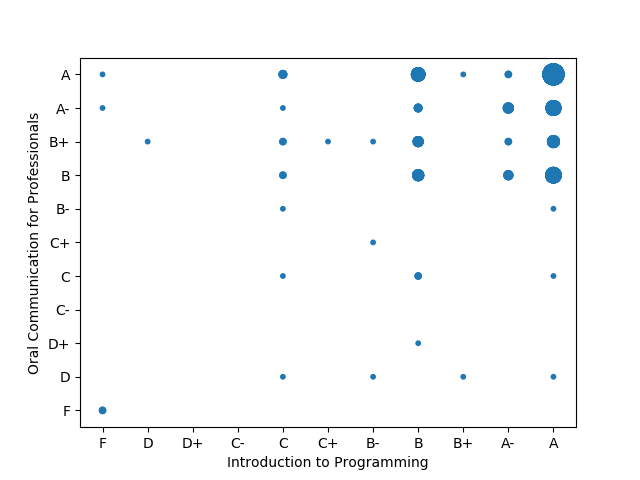 Oral Communication for Professionals
A
A-
B+
B
B-
C+
C
C-
D+
D
F
F D D+ C- C C+ B- B B+ A- A
Introduction to Programming